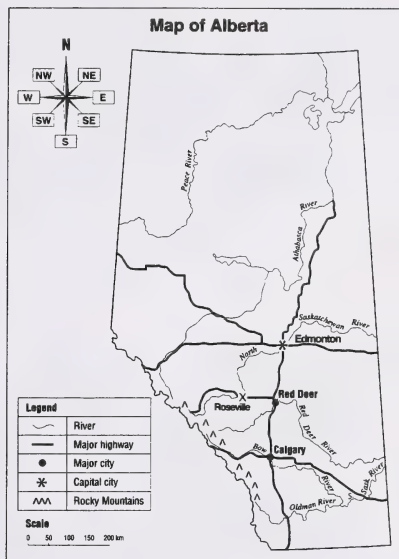 Map of Alberta
N
NW NE
W E
SW SE
S
Peace River
River
Athabasca
Saskatchewan River
Edmonton
North
Red Deer
Roseville
Red Deer River
Bow
Calgary
River
Sask River
Oldman River
Legend
River
Major highway
Major city
Capital city
Rocky Mountains
Scale
0 50 100 200 km